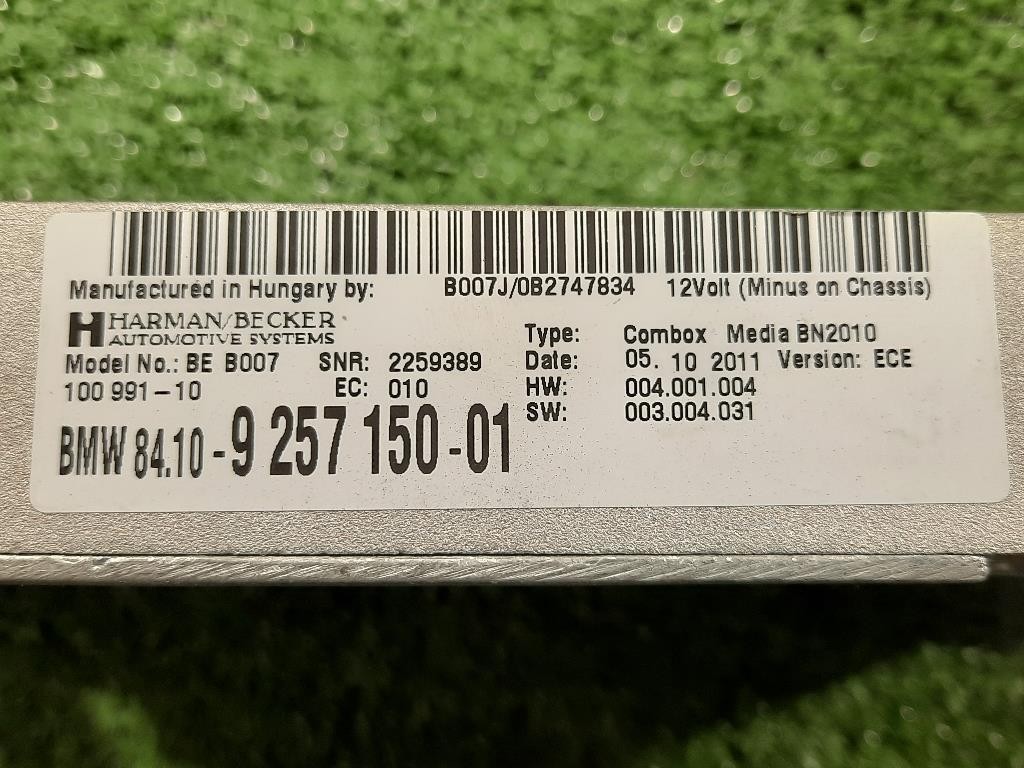 Manufactured in Hungary by: B007J/0B2747834 12Volt (Minus on Chassis)
H HARMAN/BECKER
AUTOMOTIVE SYSTEMS
Type: Combox Media BN2010
Model No.: BE B007 SNR: 2259389 Date: 05. 10 2011 Version: ECE
100 991-10 EC: 010 HW: 004.001.004
SW: 003.004.031
BMW 84.10-9 257 150-01